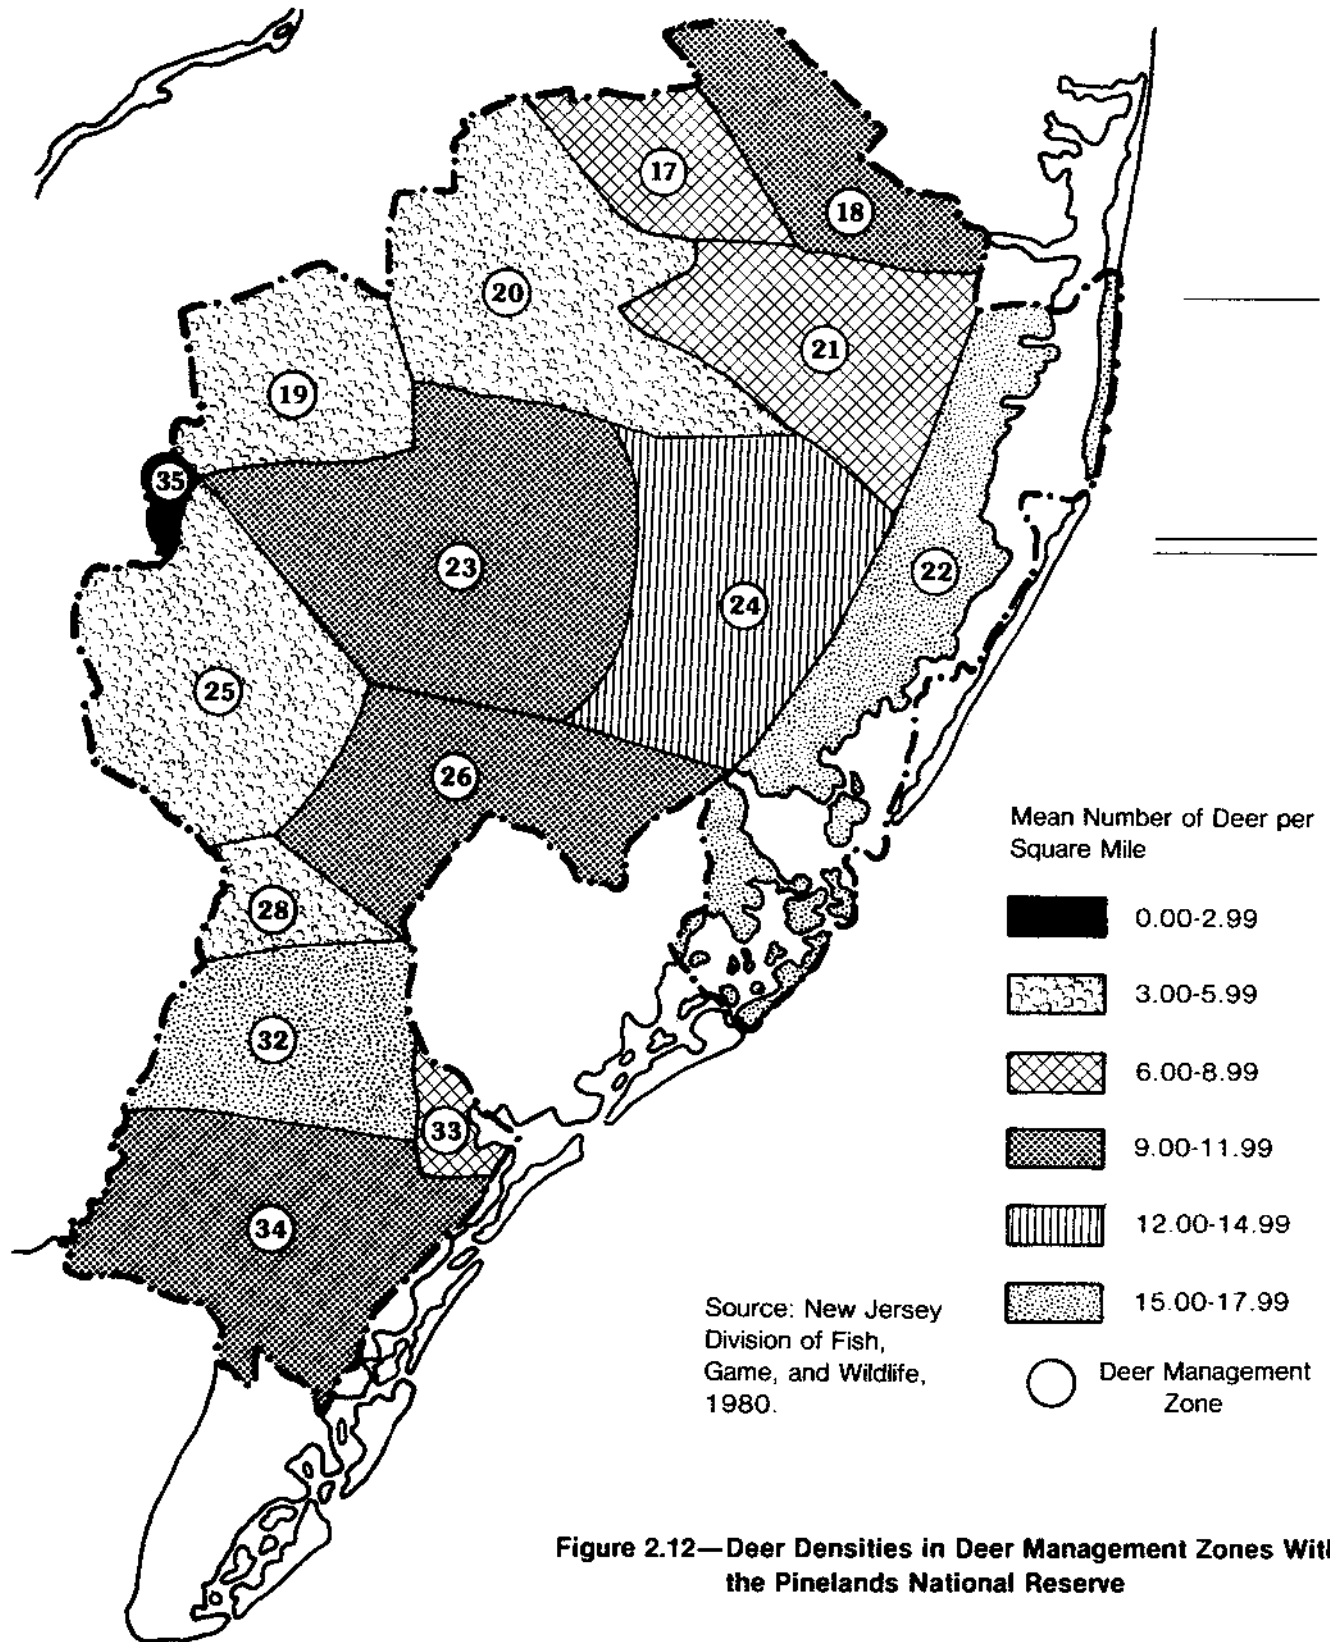 17
18
20
21
19
35
23
22
24
25
26
28
32
33
34
Mean Number of Deer per
Square Mile
0.00-2.99
3.00-5.99
6.00-8.99
9.00-11.99
12.00-14.99
15.00-17.99
Deer Management
Zone
Source: New Jersey
Division of Fish,
Game, and Wildlife,
1980.
Figure 2.12—Deer Densities in Deer Management Zones With
the Pinelands National Reserve